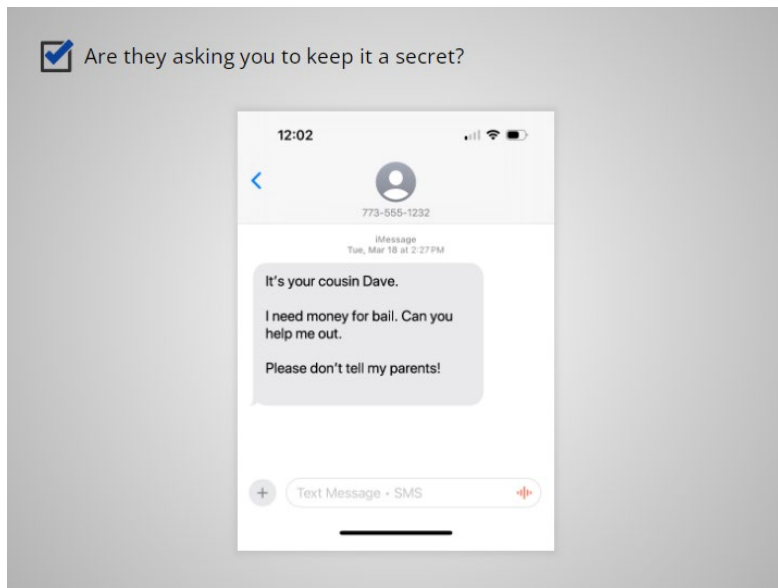 Are they asking you to keep it a secret?
12:02
773-555-1232
iMessage
Tue, Mar 18 at 2:27 PM
It's your cousin Dave.
I need money for bail. Can you
help me out.
Please don't tell my parents!
Text Message • SMS